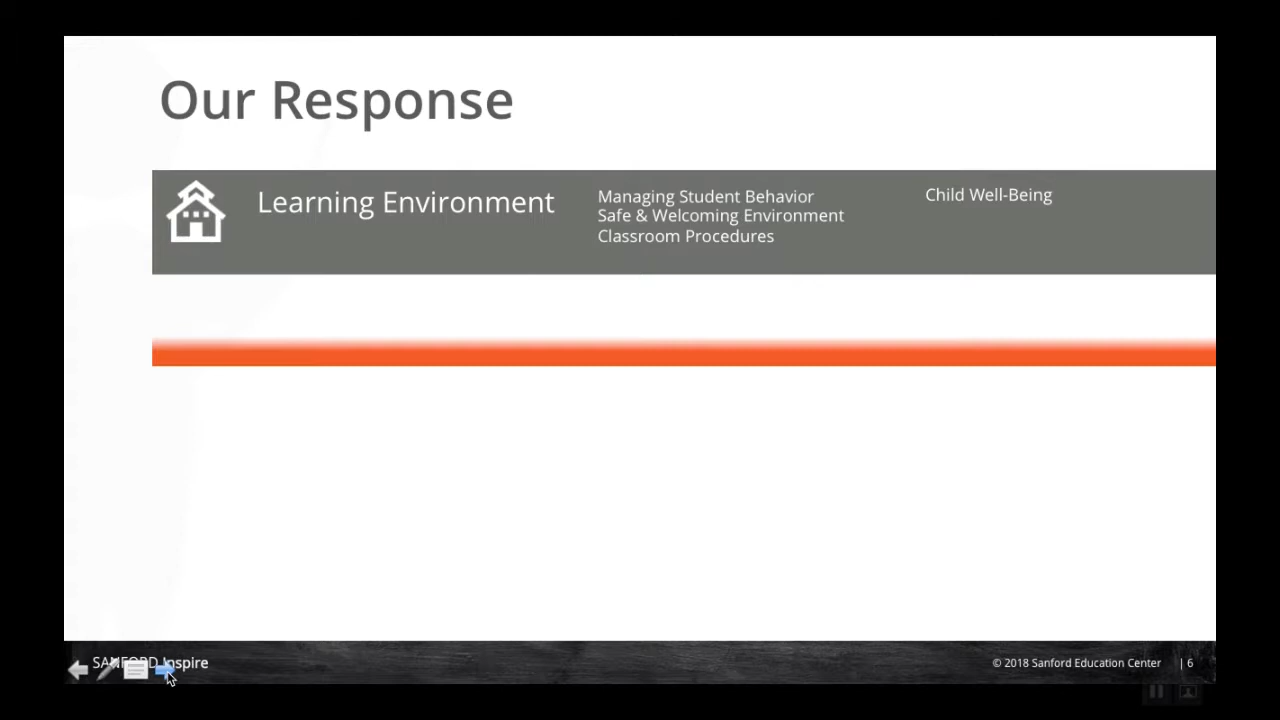 Our Response
Learning Environment
Managing Student Behavior
Safe & Welcoming Environment
Classroom Procedures
Child Well-Being
SANFORD Inspire
© 2018 Sanford Education Center | 6